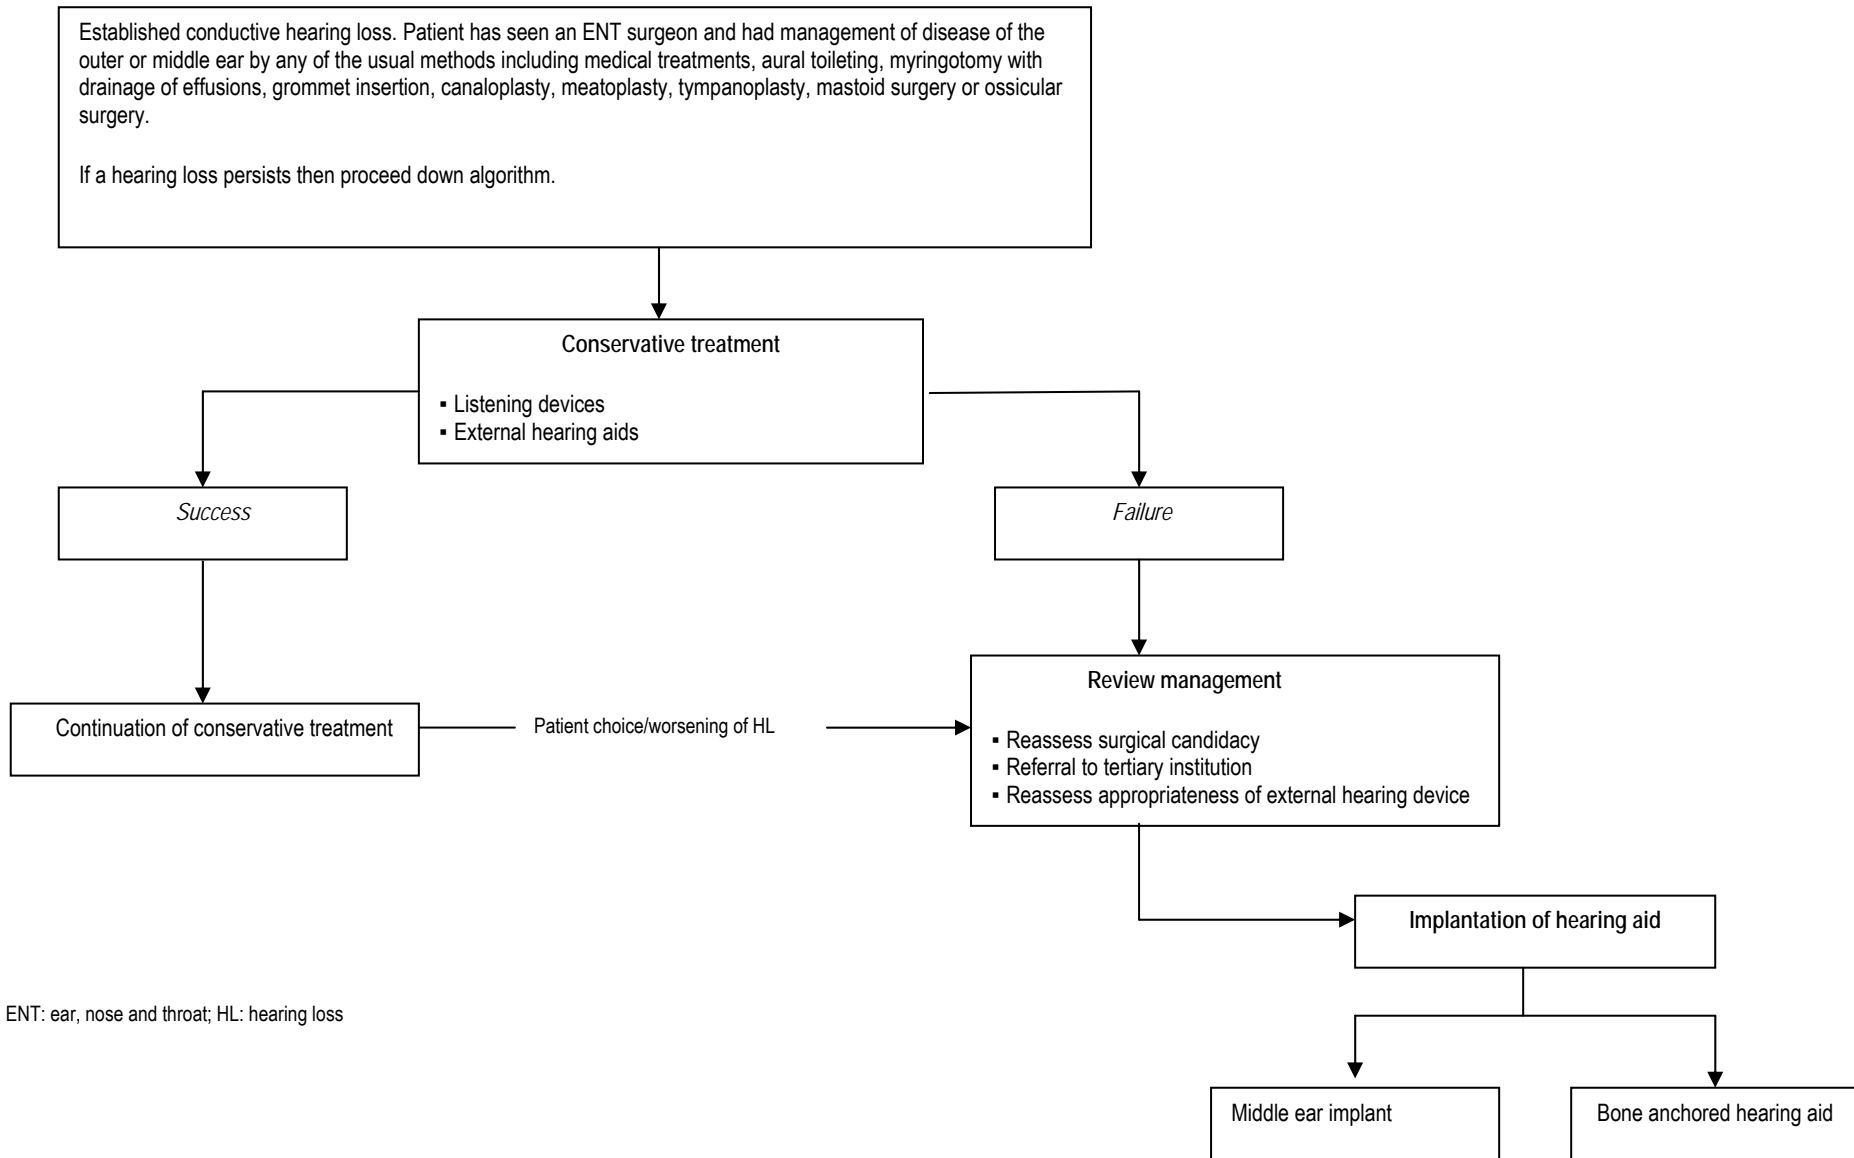 Established conductive hearing loss. Patient has seen an ENT surgeon and had management of disease of the
outer or middle ear by any of the usual methods including medical treatments, aural toileting, myringotomy with
drainage of effusions, grommet insertion, canaloplasty, meatoplasty, tympanoplasty, mastoid surgery or ossicular
surgery.
If a hearing loss persists then proceed down algorithm.
Conservative treatment
▪ Listening devices
▪ External hearing aids
Success
Failure
Continuation of conservative treatment
Patient choice/worsening of HL
Review management
▪ Reassess surgical candidacy
▪ Referral to tertiary institution
▪ Reassess appropriateness of external hearing device
Implantation of hearing aid
ENT: ear, nose and throat; HL: hearing loss
Middle ear implant
Bone anchored hearing aid